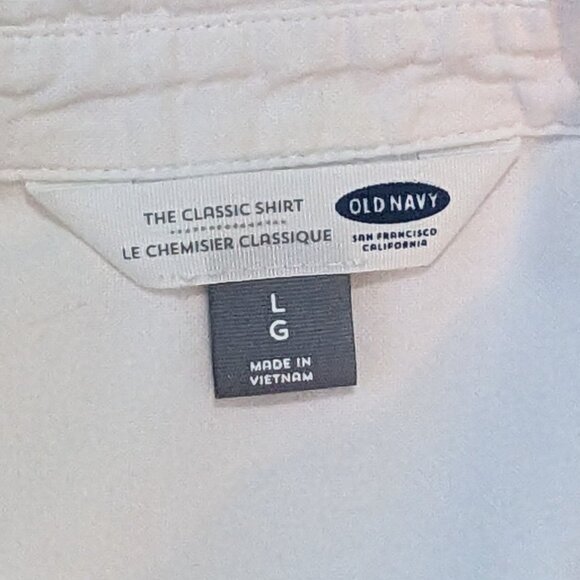 THE CLASSIC SHIRT
LE CHEMISIER CLASSIQUE
OLD NAVY
SAN FRANCISCO
CALIFORNIA
L
G
MADE IN
VIETNAM